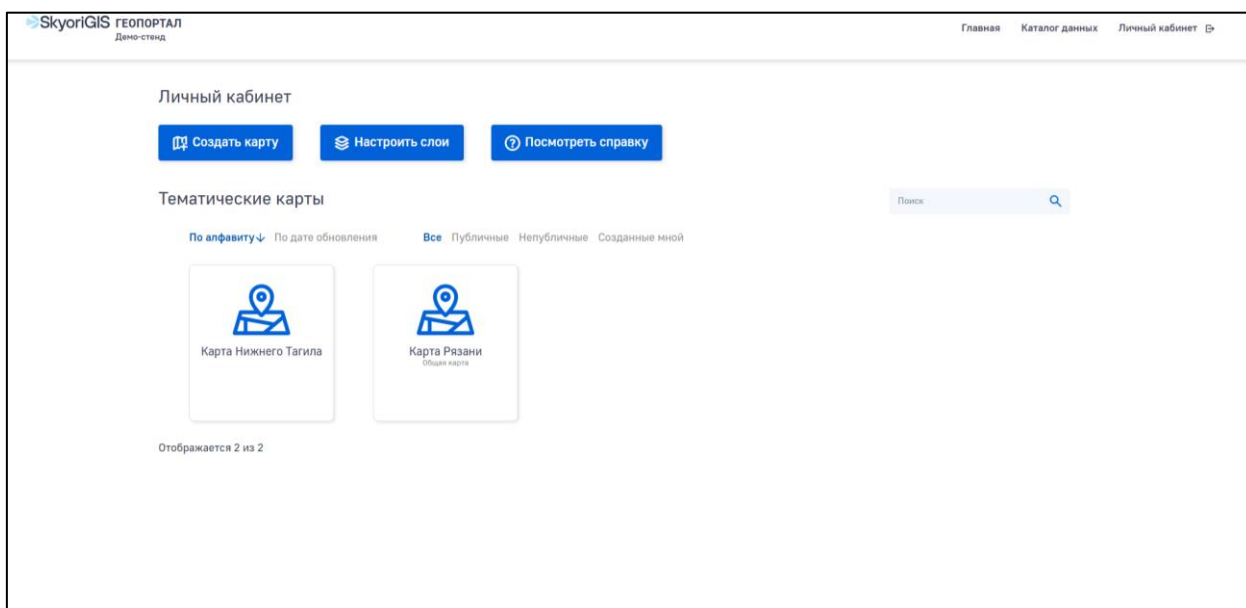 SkyoriGIS ГЕОПОРТАЛ
Демо-стенд
Главная Каталог данных Личный кабинет
Личный кабинет
Создать карту Настроить слои Посмотреть справку
Тематические карты
Поиск
По алфавиту По дате обновления Все Публичные Непубличные Созданные мной
Карта Нижнего Тагила Карта Рязани
Общая карта
Отображается 2 из 2